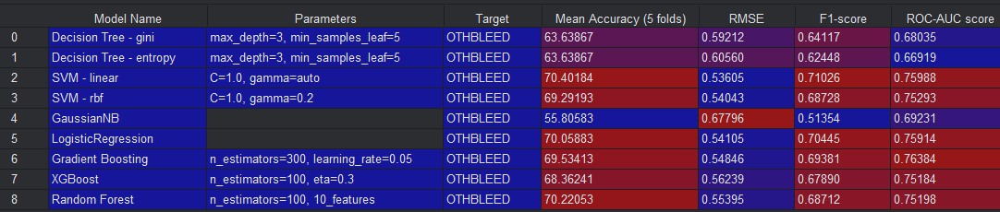 Model Name Parameters Target Mean Accuracy (5 folds) RMSE F1-score ROC-AUC score
0 Decision Tree - gini max_depth=3, min_samples_leaf=5 OTHBLEED 63.63867 0.59212 0.64117 0.68035
1 Decision Tree - entropy max_depth=3, min_samples_leaf=5 OTHBLEED 63.63867 0.60560 0.62448 0.66919
2 SVM - linear C=1.0, gamma=auto OTHBLEED 70.40184 0.53605 0.71026 0.75988
3 SVM - rbf C=1.0, gamma=0.2 OTHBLEED 69.29193 0.54043 0.68728 0.75293
4 GaussianNB OTHBLEED 55.80583 0.67796 0.51354 0.69231
5 LogisticRegression OTHBLEED 70.05883 0.54105 0.70445 0.75914
6 Gradient Boosting n_estimators=300, learning_rate=0.05 OTHBLEED 69.53413 0.54846 0.69381 0.76384
7 XGBoost n_estimators=100, eta=0.3 OTHBLEED 68.36241 0.56239 0.67890 0.75184
8 Random Forest n_estimators=100, 10_features OTHBLEED 70.22053 0.55395 0.68712 0.75198